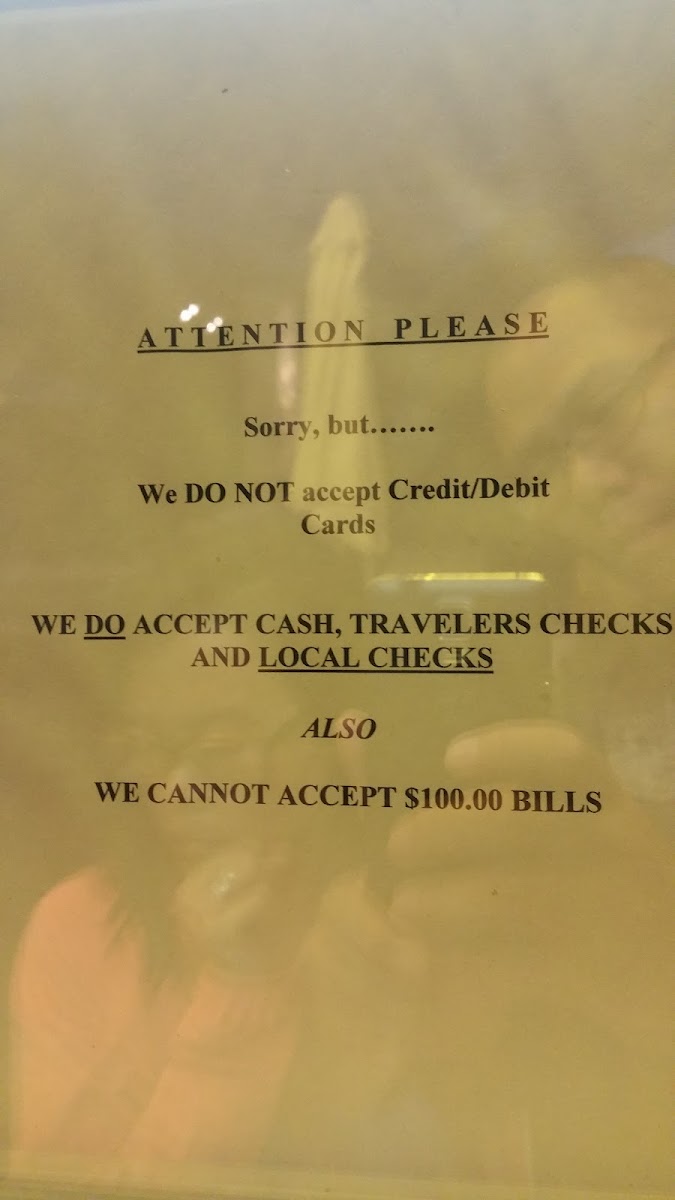 ATTENTION PLEASE
Sorry, but.......
We DO NOT accept Credit/Debit
Cards
WE DO ACCEPT CASH, TRAVELERS CHECKS
AND LOCAL CHECKS
ALSO
WE CANNOT ACCEPT $100.00 BILLS